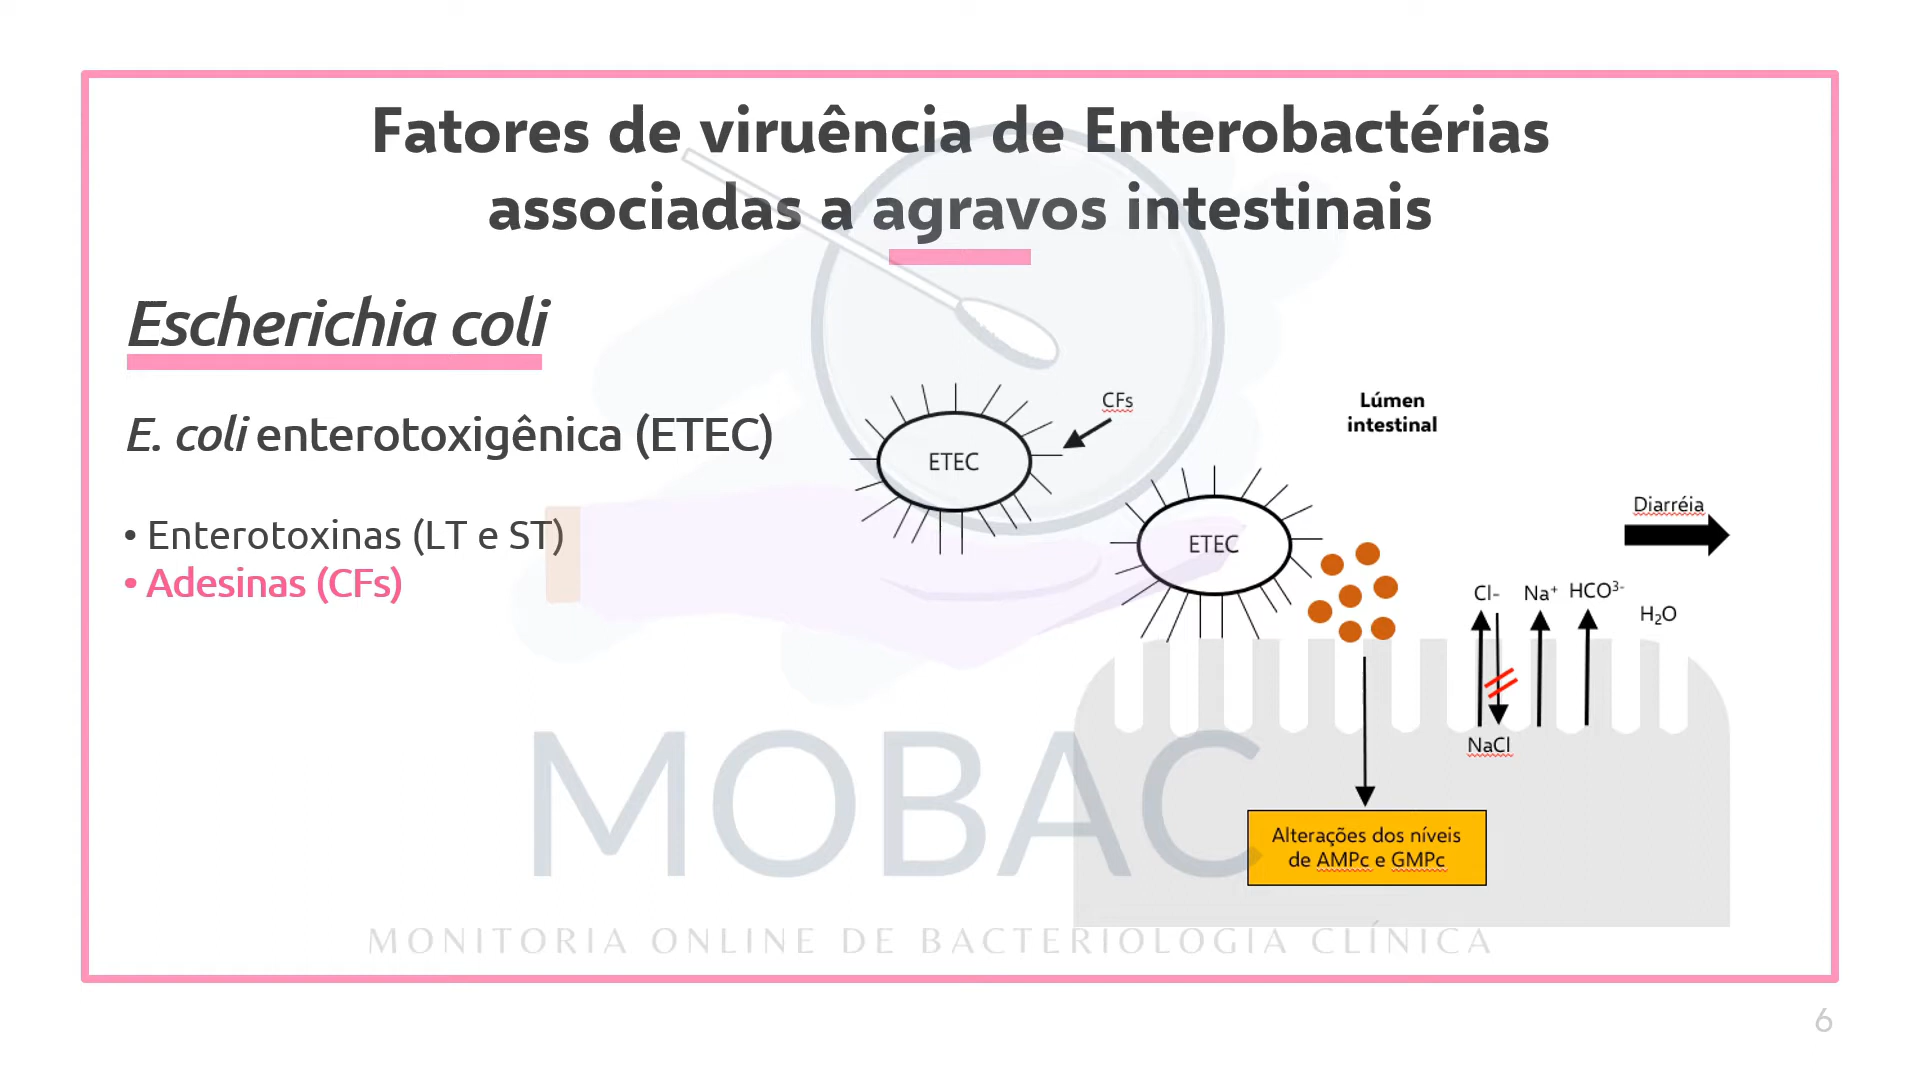 Fatores de viruência de Enterobactérias
associadas a agravos intestinais
Escherichia coli
E. coli enterotoxigênica (ETEC)
• Enterotoxinas (LT e ST)
• Adesinas (CFs)
CFs
ETEC
Lúmen
intestinal
ETEC
Diarréia
Cl- Na⁺ HCO³⁻
H₂O
NaCl
Alterações dos níveis
de AMPc e GMPc
MOBAC
MONITORIA ONLINE DE BACTERIOLOGIA CLÍNICA
6